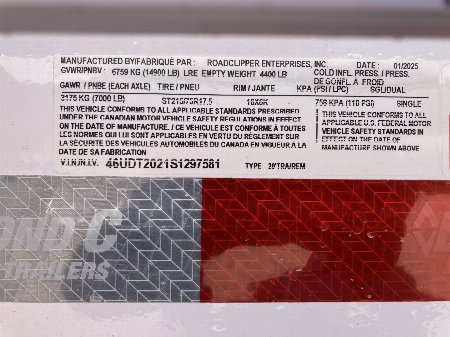 MANUFACTURED BY/FABRIQUÉ PAR : ROADCLIPPER ENTERPRISES, INC. DATE : 01/2025
GVWR/PNBV : 6759 KG (14900 LB) LRE EMPTY WEIGHT 4400 LB COLD INFL. PRESS./ PRESS. DE GONFL. A FROID
GAWR / PNBE (EACH AXLE) TIRE / PNEU RIM / JANTE KPA (PSI/LPC) SGL/DUAL
3175 KG (7000 LB) 758 KPA (110 PSI) SINGLE
THIS VEHICLE CONFORMS TO ALL APPLICABLE STANDARDS PRESCRIBED
UNDER THE CANADIAN MOTOR VEHICLE SAFETY REGULATIONS IN EFFECT
ON THE DATE OF MANUFACTURE. / CE VÉHICULE EST CONFORME À TOUTES
LES NORMES QUI LUI SONT APPLICABLES EN VERTU DU RÈGLEMENT SUR
LA SÉCURITÉ DES VÉHICULES AUTOMOBILES DU CANADA EN VIGUEUR À LA
DATE DE SA FABRICATION
THIS VEHICLE CONFORMS TO ALL
APPLICABLE U.S. FEDERAL MOTOR
VEHICLE SAFETY STANDARDS IN
EFFECT ON THE DATE OF
MANUFACTURE SHOWN ABOVE
V.I.N./N.I.V. 46UDT2021S1297581 TYPE 20'TRA/REM
OND C
TRAILERS